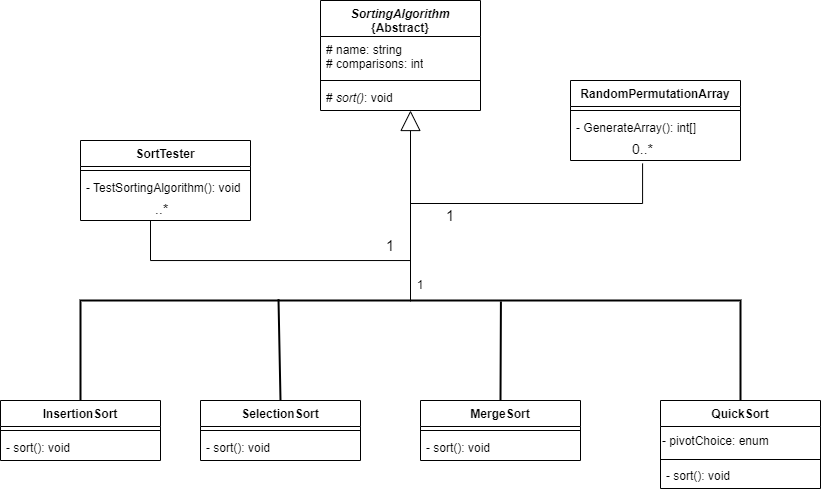 SortingAlgorithm
{Abstract}
# name: string
# comparisons: int
# sort(): void
RandomPermutationArray
- GenerateArray(): int[]
0..*
SortTester
- TestSortingAlgorithm(): void
..*
1
1
1
InsertionSort
- sort(): void
SelectionSort
- sort(): void
MergeSort
- sort(): void
QuickSort
- pivotChoice: enum
- sort(): void